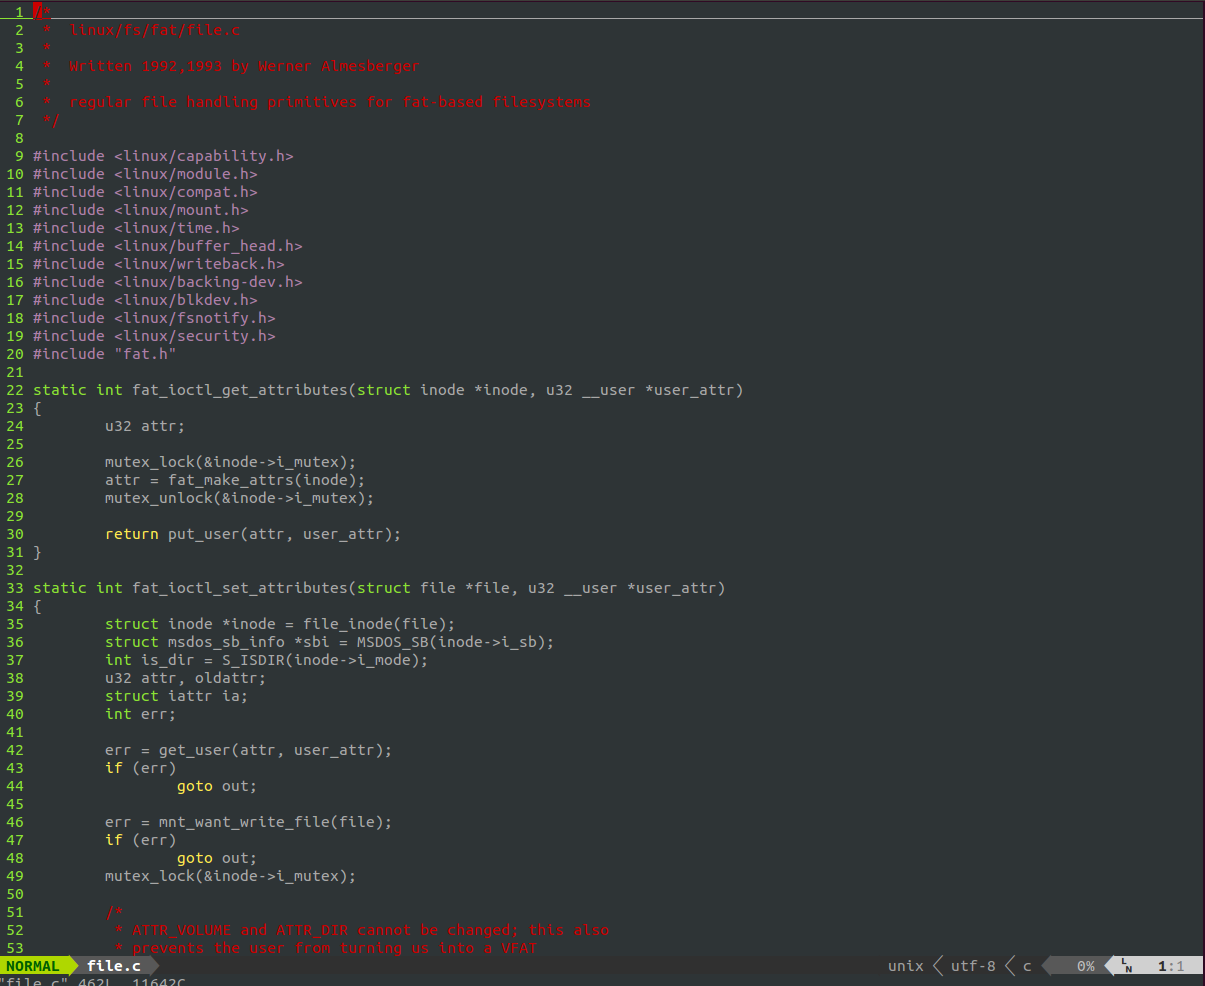 1 /*
2  *  linux/fs/fat/file.c
3  *
4  *  Written 1992,1993 by Werner Almesberger
5  *
6  *  regular file handling primitives for fat-based filesystems
7  */
8
9 #include <linux/capability.h>
10 #include <linux/module.h>
11 #include <linux/compat.h>
12 #include <linux/mount.h>
13 #include <linux/time.h>
14 #include <linux/buffer_head.h>
15 #include <linux/writeback.h>
16 #include <linux/backing-dev.h>
17 #include <linux/blkdev.h>
18 #include <linux/fsnotify.h>
19 #include <linux/security.h>
20 #include "fat.h"
21
22 static int fat_ioctl_get_attributes(struct inode *inode, u32 __user *user_attr)
23 {
24         u32 attr;
25
26         mutex_lock(&inode->i_mutex);
27         attr = fat_make_attrs(inode);
28         mutex_unlock(&inode->i_mutex);
29
30         return put_user(attr, user_attr);
31 }
32
33 static int fat_ioctl_set_attributes(struct file *file, u32 __user *user_attr)
34 {
35         struct inode *inode = file_inode(file);
36         struct msdos_sb_info *sbi = MSDOS_SB(inode->i_sb);
37         int is_dir = S_ISDIR(inode->i_mode);
38         u32 attr, oldattr;
39         struct iattr ia;
40         int err;
41
42         err = get_user(attr, user_attr);
43         if (err)
44                 goto out;
45
46         err = mnt_want_write_file(file);
47         if (err)
48                 goto out;
49         mutex_lock(&inode->i_mutex);
50
51         /*
52          * ATTR_VOLUME and ATTR_DIR cannot be changed; this also
53          * prevents the user from turning us into a VFAT
NORMAL file.c unix utf-8 c 0% LN 1:1
"file.c" 462L, 11642C